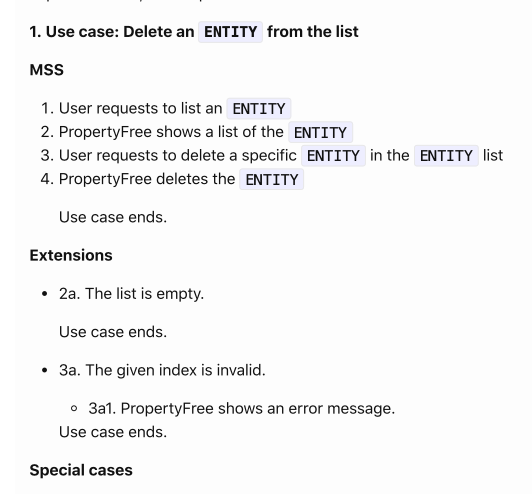 1. Use case: Delete an ENTITY from the list
MSS
1. User requests to list an ENTITY
2. PropertyFree shows a list of the ENTITY
3. User requests to delete a specific ENTITY in the ENTITY list
4. PropertyFree deletes the ENTITY
Use case ends.
Extensions
• 2a. The list is empty.
Use case ends.
• 3a. The given index is invalid.
◦ 3a1. PropertyFree shows an error message.
Use case ends.
Special cases